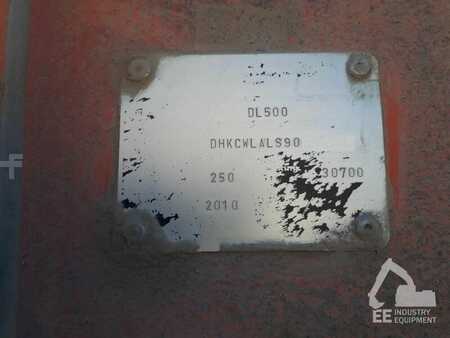 DL500
DHKCWLALS90
250 30700
2010
EE INDUSTRY
EQUIPMENT